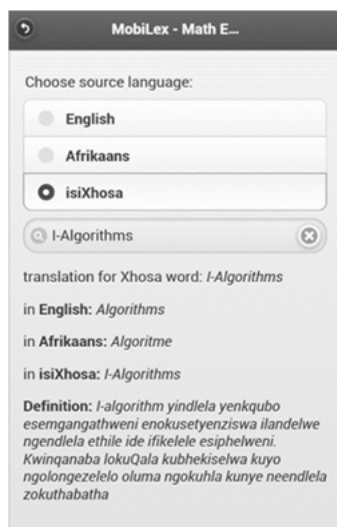 MobiLex - Math E...
Choose source language:
English
Afrikaans
isiXhosa
I-Algorithms
translation for Xhosa word: I-Algorithms
in English: Algorithms
in Afrikaans: Algoritme
in isiXhosa: I-Algorithms
Definition: I-algorithm yindlela yenkqubo
esemgangathweni enokusetyenziswa ilandelwe
ngendlela ethile ide ifikelele esiphelweni.
Kwinqanaba lokuQala kubhekiselwa kuyo
ngolongezelelo oluma ngokuhla kunye neendlela
zokuthabatha